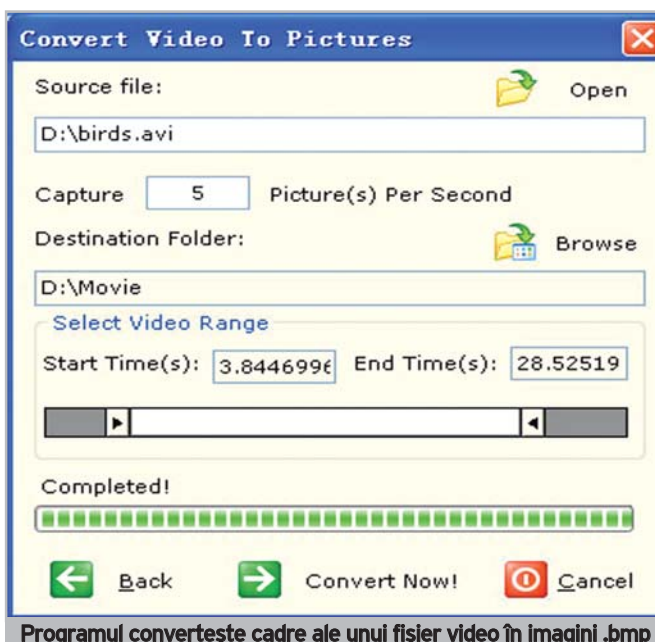 Convert Video To Pictures
Source file:
Open
D:\birds.avi
Capture 5 Picture(s) Per Second
Destination Folder:
Browse
D:\Movie
Select Video Range
Start Time(s): 3.8446996 End Time(s): 28.52519
Completed!
Back Convert Now! Cancel
Programul converteşte cadre ale unui fişier video în imagini .bmp